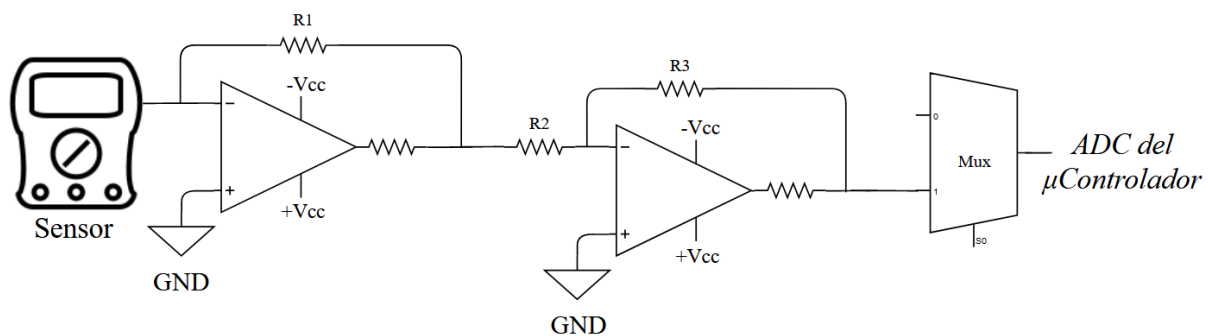 R1
-Vcc
+Vcc
Sensor
GND
R2
R3
-Vcc
+Vcc
GND
0
1
Mux
S0
ADC del
μControlador